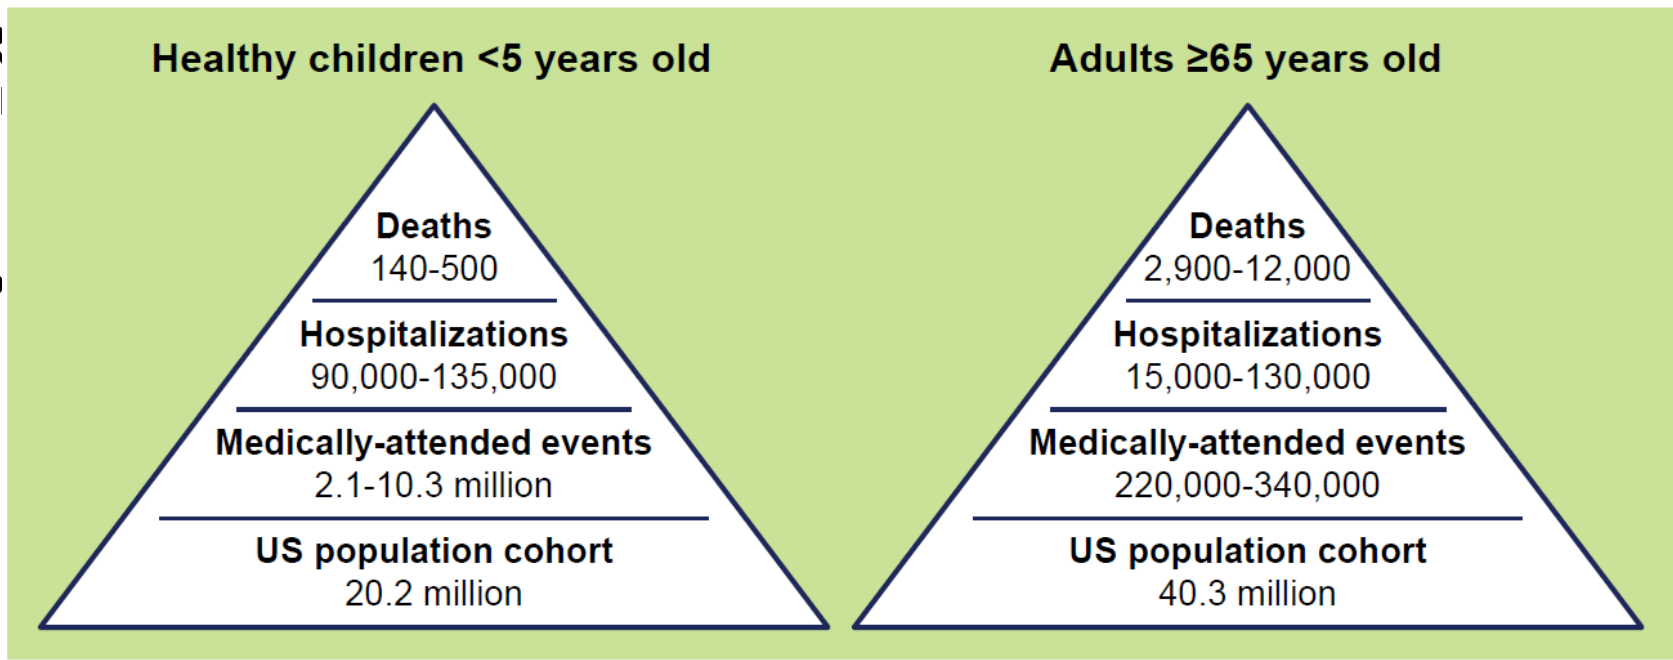 Healthy children <5 years old
Deaths
140-500
Hospitalizations
90,000-135,000
Medically-attended events
2.1-10.3 million
US population cohort
20.2 million
Adults ≥65 years old
Deaths
2,900-12,000
Hospitalizations
15,000-130,000
Medically-attended events
220,000-340,000
US population cohort
40.3 million